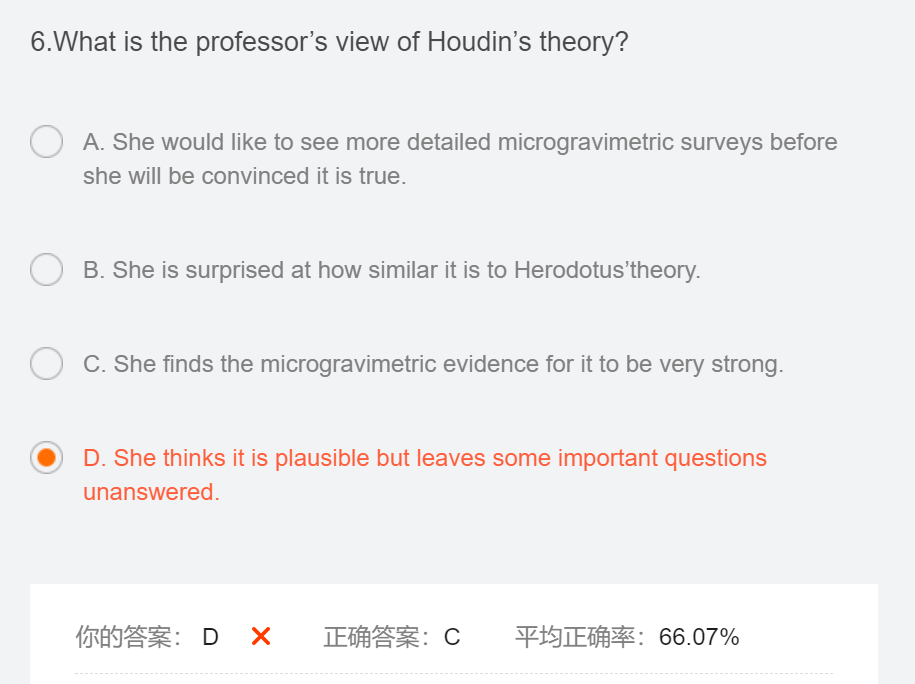 6.What is the professor’s view of Houdin’s theory?
A. She would like to see more detailed microgravimetric surveys before
she will be convinced it is true.
B. She is surprised at how similar it is to Herodotus’theory.
C. She finds the microgravimetric evidence for it to be very strong.
D. She thinks it is plausible but leaves some important questions
unanswered.
你的答案： D 正确答案：C 平均正确率：66.07%